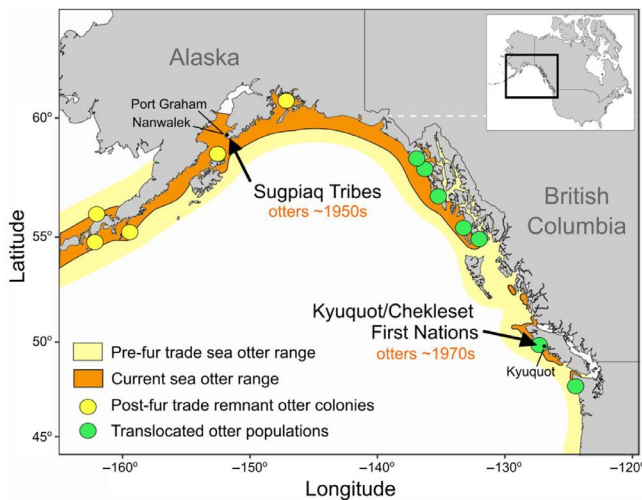 Alaska
Port Graham
Nanwalek
60°
Sugpiaq Tribes
otters ~1950s
British
Columbia
Latitude
55°
Kyuquot/Chekleset
First Nations
otters ~1970s
Kyuquot
50°
Pre-fur trade sea otter range
Current sea otter range
Post-fur trade remnant otter colonies
Translocated otter populations
45°
−160° −150° −140° −130° −120°
Longitude